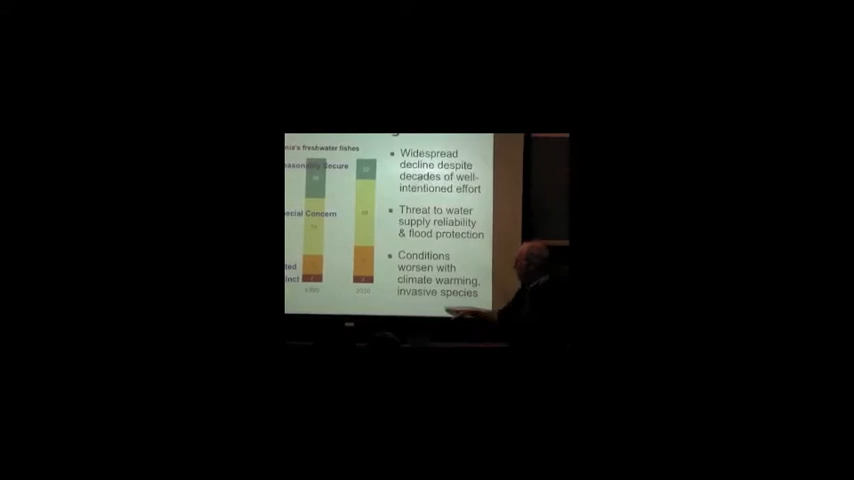 nia's freshwater fishes
easonably Secure
ecial Concern
ted
inct
Widespread
decline despite
decades of well-
intentioned effort
Threat to water
supply reliability
& flood protection
Conditions
worsen with
climate warming,
invasive species